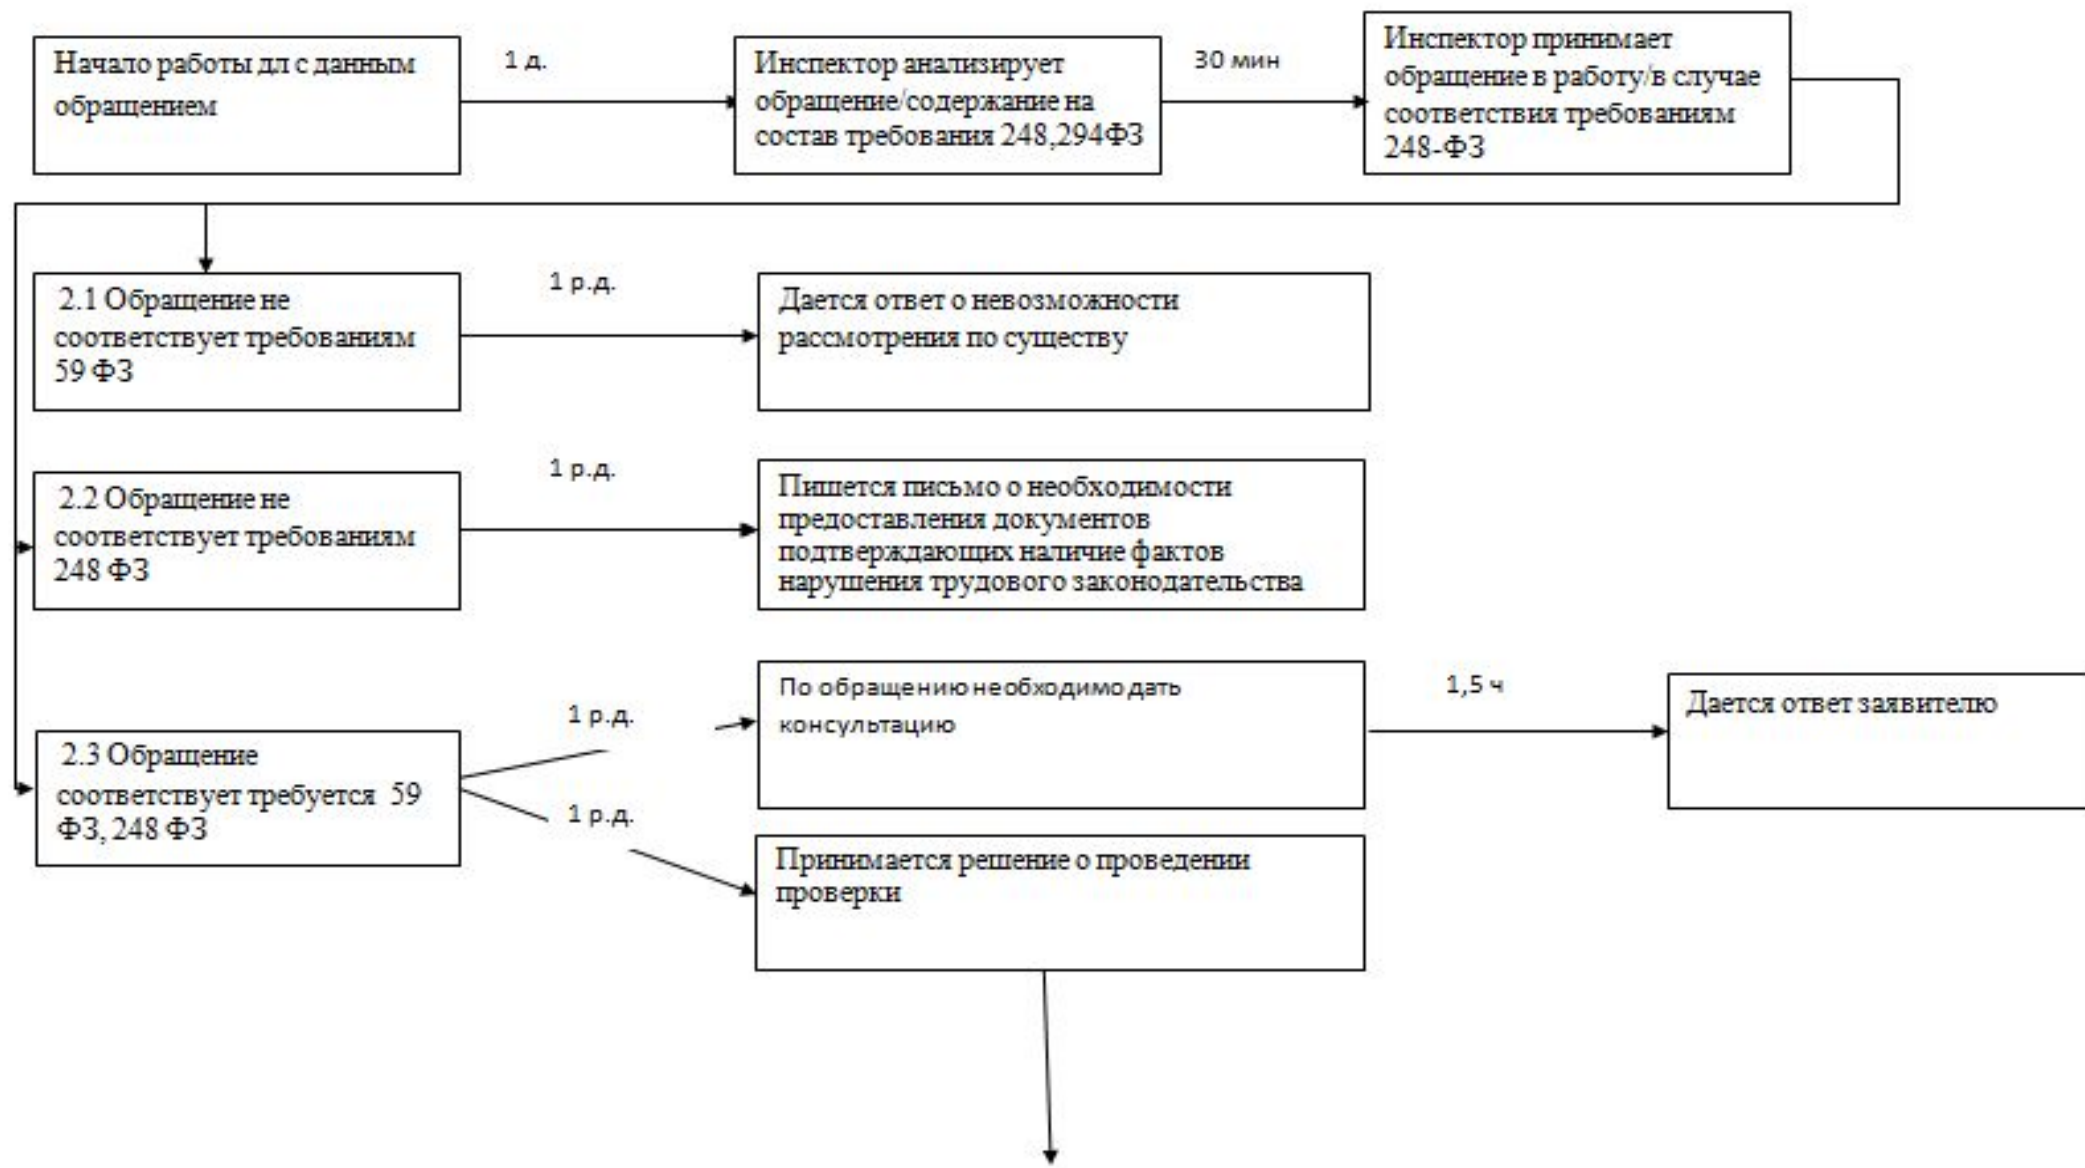 Начало работы дл с данным
обращением
1 д.
Инспектор анализирует
обращение/содержание на
состав требования 248,294ФЗ
30 мин
Инспектор принимает
обращение в работу/в случае
соответствия требованиям
248-ФЗ
2.1 Обращение не
соответствует требованиям
59 ФЗ
1 р.д.
Дается ответ о невозможности
рассмотрения по существу
2.2 Обращение не
соответствует требованиям
248 ФЗ
1 р.д.
Пишется письмо о необходимости
предоставления документов
подтверждающих наличие фактов
нарушения трудового законодательства
2.3 Обращение
соответствует требуется 59
ФЗ, 248 ФЗ
1 р.д.
По обращению необходимо дать
консультацию
1,5 ч
Дается ответ заявителю
1 р.д.
Принимается решение о проведении
проверки